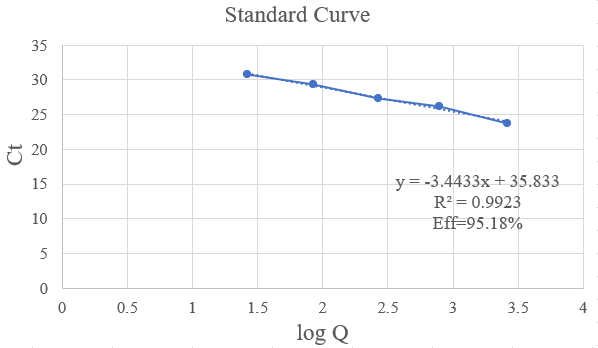 Standard Curve
35
30
25
20
15
10
5
0
Ct
y = -3.4433x + 35.833
R² = 0.9923
Eff=95.18%
0 0.5 1 1.5 2 2.5 3 3.5 4
log Q